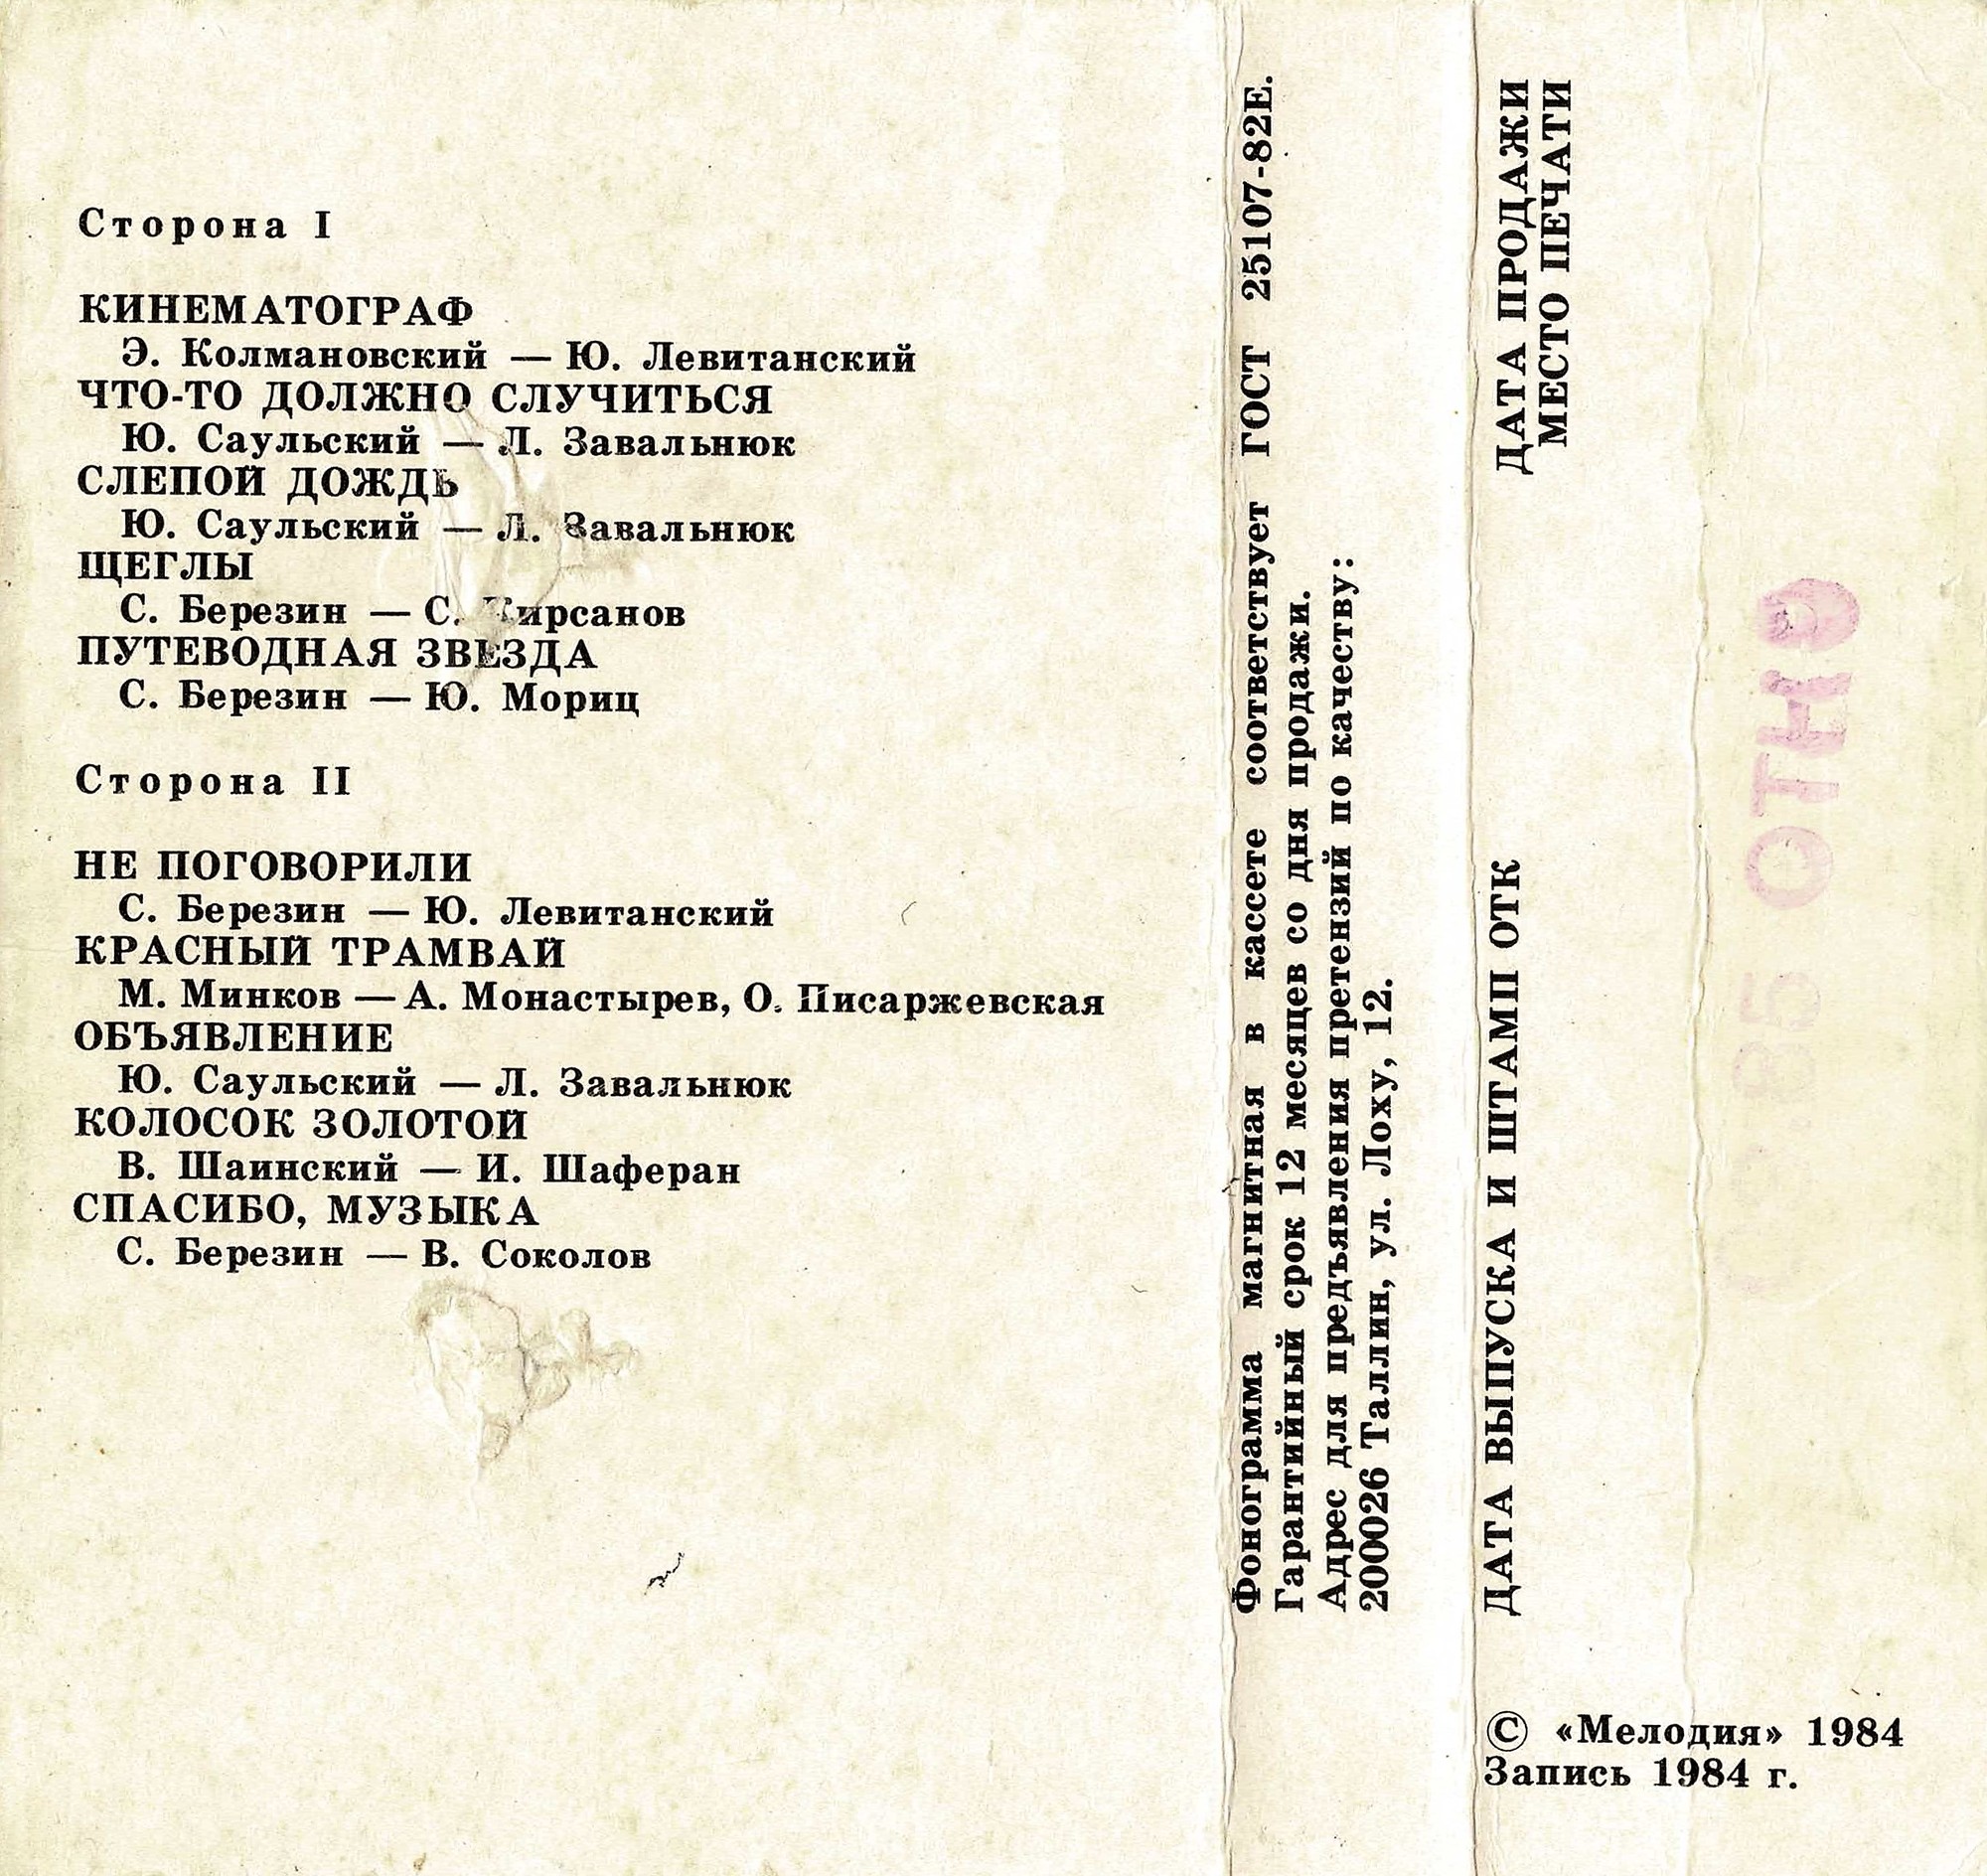 Сторона I
КИНЕМАТОГРАФ
Э. Колмановский — Ю. Левитанский
ЧТО-ТО ДОЛЖНО СЛУЧИТЬСЯ
Ю. Саульский — Л. Завальнюк
СЛЕПОЙ ДОЖДЬ
Ю. Саульский — Л. Завальнюк
ЩЕГЛЫ
С. Березин — С. Кирсанов
ПУТЕВОДНАЯ ЗВЕЗДА
С. Березин — Ю. Мориц
Сторона II
НЕ ПОГОВОРИЛИ
С. Березин — Ю. Левитанский
КРАСНЫЙ ТРАМВАЙ
М. Минков — А. Монастырев, О. Писаржевская
ОБЪЯВЛЕНИЕ
Ю. Саульский — Л. Завальнюк
КОЛОСОК ЗОЛОТОЙ
В. Шаинский — И. Шаферан
СПАСИБО, МУЗЫКА
С. Березин — В. Соколов
Фонограмма магнитная в кассете соответствует ГОСТ 25107-82Е.
Гарантийный срок 12 месяцев со дня продажи.
Адрес для предъявления претензий по качеству:
200026 Таллин, ул. Лоху, 12.
ДАТА ВЫПУСКА И ШТАМП ОТК
ДАТА ПРОДАЖИ
МЕСТО ПЕЧАТИ
© «Мелодия» 1984
Запись 1984 г.